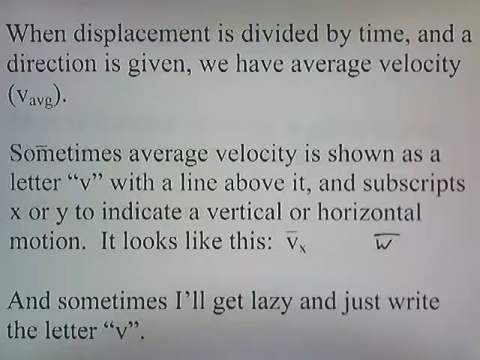 When displacement is divided by time, and a
direction is given, we have average velocity
(v_avg).
Sometimes average velocity is shown as a
letter “v” with a line above it, and subscripts
x or y to indicate a vertical or horizontal
motion. It looks like this: v̄ₓ w̅
And sometimes I’ll get lazy and just write
the letter “v”.